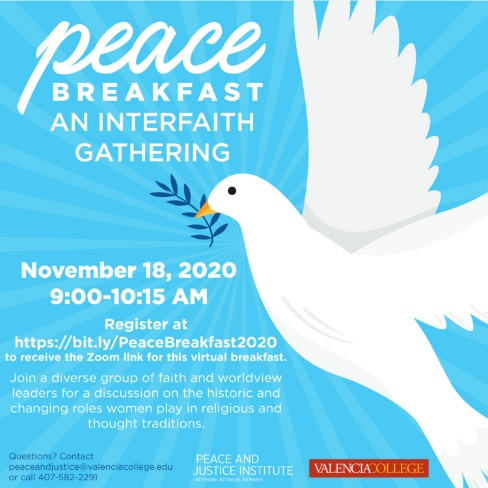 peace
BREAKFAST
AN INTERFAITH
GATHERING
November 18, 2020
9:00-10:15 AM
Register at
https://bit.ly/PeaceBreakfast2020
to receive the Zoom link for this virtual breakfast.
Join a diverse group of faith and worldview
leaders for a discussion on the historic and
changing roles women play in religious and
thought traditions.
Questions? Contact
peaceandjustice@valenciacollege.edu
or call 407-582-2291
PEACE AND
JUSTICE INSTITUTE
All People. All Voices. All Matter.
VALENCIACOLLEGE